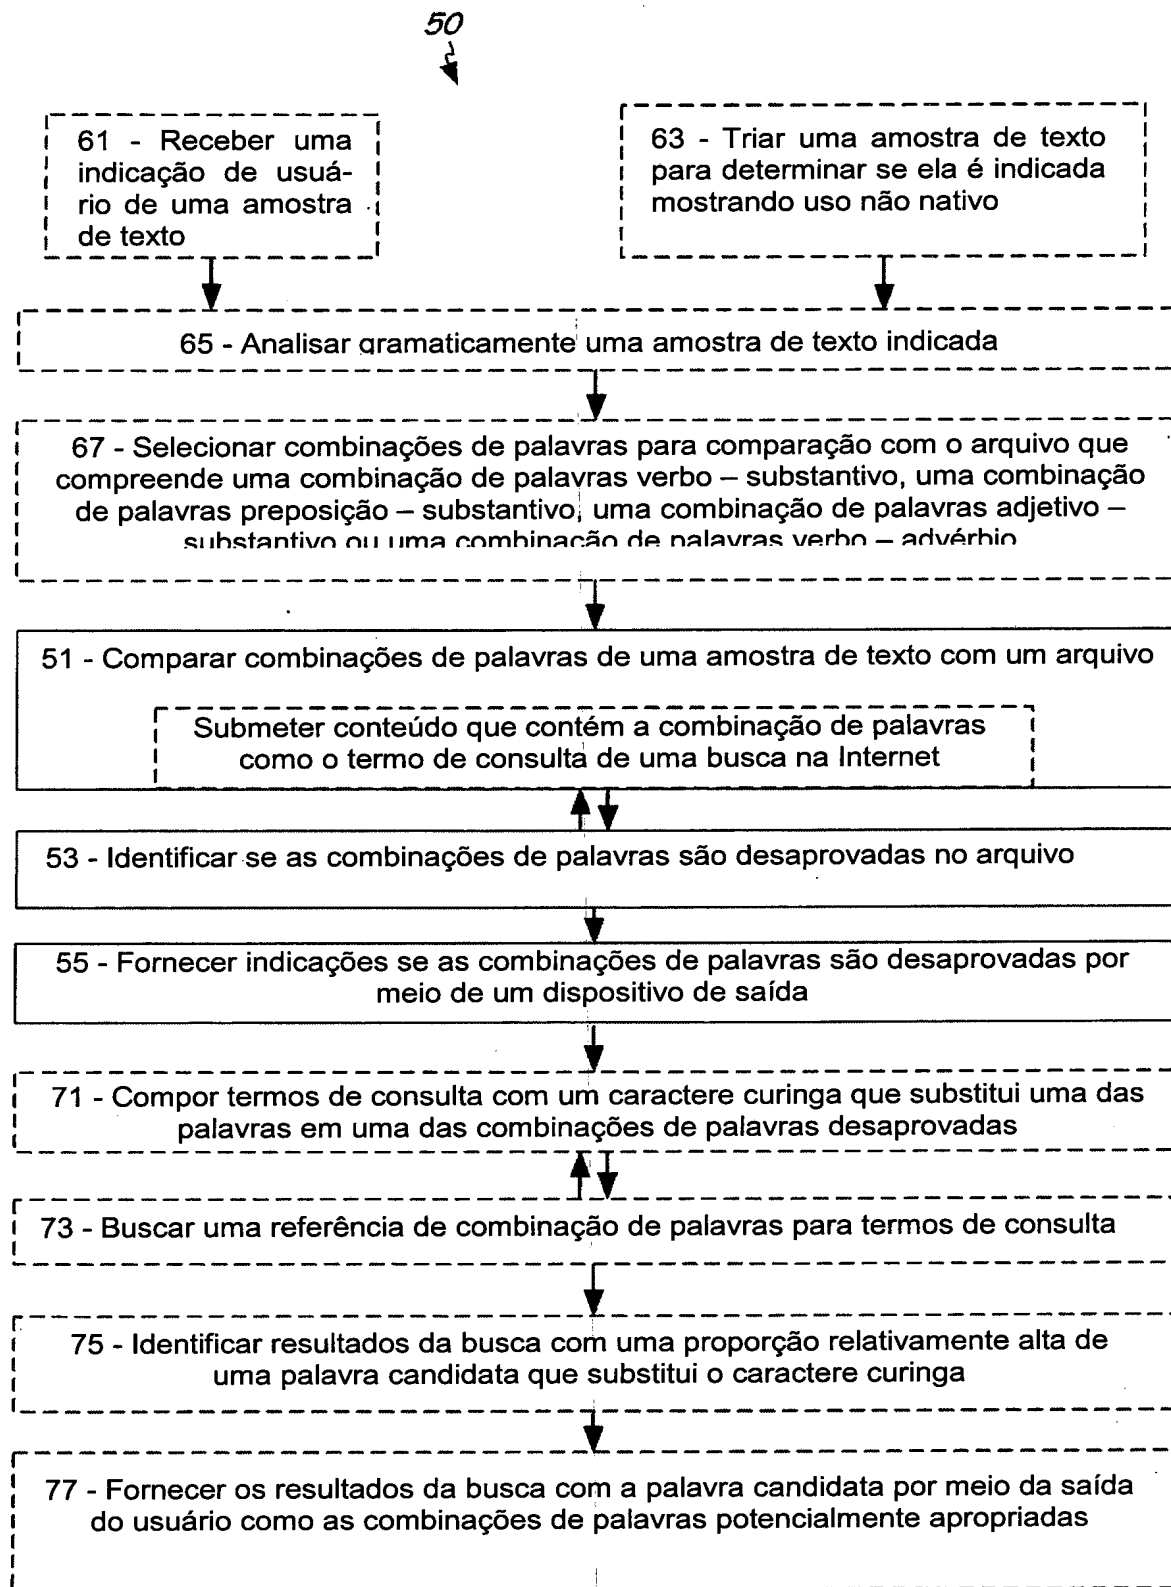 50
61 - Receber uma
indicação de usuá-
rio de uma amostra
de texto
63 - Triar uma amostra de texto
para determinar se ela é indicada
mostrando uso não nativo
65 - Analisar gramaticamente uma amostra de texto indicada
67 - Selecionar combinações de palavras para comparação com o arquivo que
compreende uma combinação de palavras verbo – substantivo, uma combinação
de palavras preposição – substantivo, uma combinação de palavras adjetivo –
substantivo ou uma combinação de palavras verbo – advérbio
51 - Comparar combinações de palavras de uma amostra de texto com um arquivo
Submeter conteúdo que contém a combinação de palavras
como o termo de consulta de uma busca na Internet
53 - Identificar se as combinações de palavras são desaprovadas no arquivo
55 - Fornecer indicações se as combinações de palavras são desaprovadas por
meio de um dispositivo de saída
71 - Compor termos de consulta com um caractere curinga que substitui uma das
palavras em uma das combinações de palavras desaprovadas
73 - Buscar uma referência de combinação de palavras para termos de consulta
75 - Identificar resultados da busca com uma proporção relativamente alta de
uma palavra candidata que substitui o caractere curinga
77 - Fornecer os resultados da busca com a palavra candidata por meio da saída
do usuário como as combinações de palavras potencialmente apropriadas